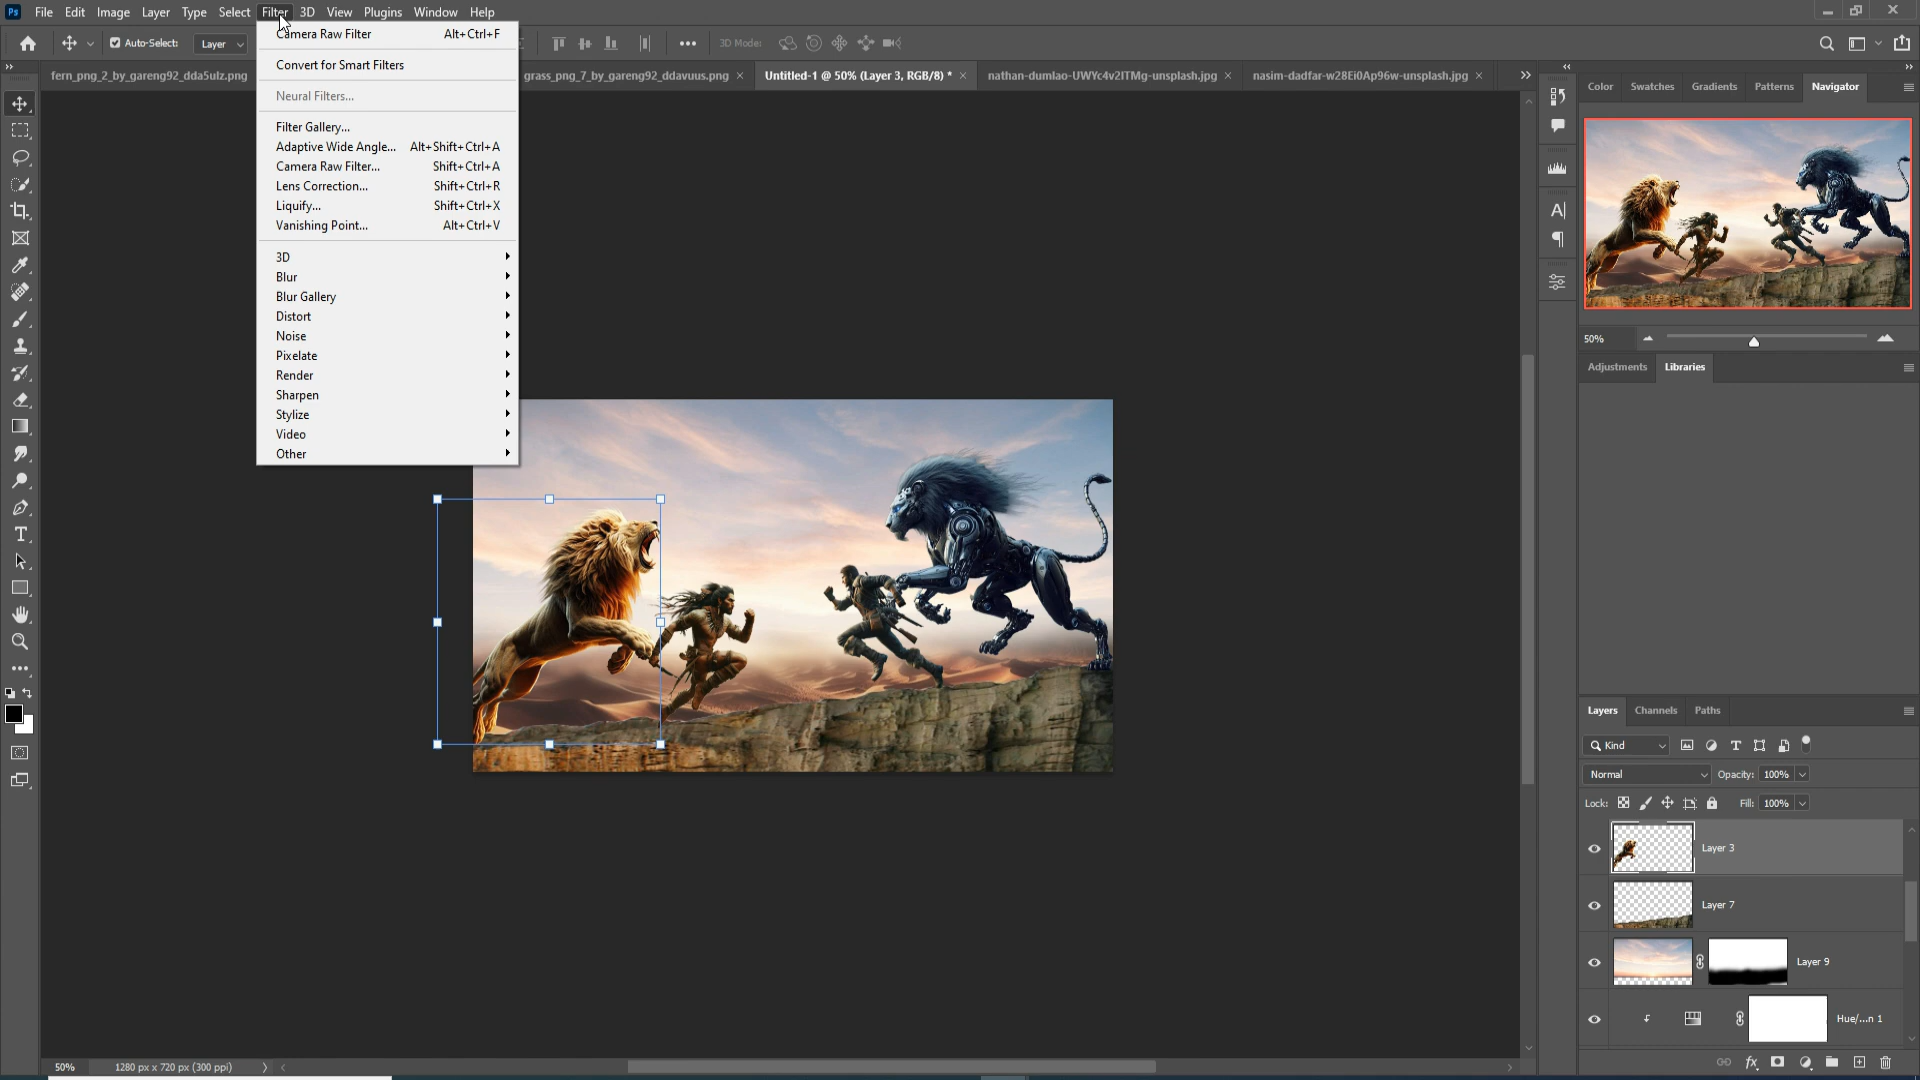 Ps File Edit Image Layer Type Select Filter 3D View Plugins Window Help
Auto-Select: Layer 3D Mode:
fern_png_2_by_gareng92_dda5ulz.png grass_png_7_by_gareng92_ddavuus.png Untitled-1 @ 50% (Layer 3, RGB/8) * nathan-dumlao-UWYc4v2ITMg-unsplash.jpg nasim-dadfar-w28Ei0Ap96w-unsplash.jpg
Camera Raw Filter Alt+Ctrl+F
Convert for Smart Filters
Neural Filters...
Filter Gallery...
Adaptive Wide Angle... Alt+Shift+Ctrl+A
Camera Raw Filter... Shift+Ctrl+A
Lens Correction... Shift+Ctrl+R
Liquify... Shift+Ctrl+X
Vanishing Point... Alt+Ctrl+V
3D
Blur
Blur Gallery
Distort
Noise
Pixelate
Render
Sharpen
Stylize
Video
Other
Color Swatches Gradients Patterns Navigator
50%
Adjustments Libraries
Layers Channels Paths
Kind
Normal Opacity: 100%
Lock: Fill: 100%
Layer 3
Layer 7
Layer 9
Hue/...n 1
50% 1280 px x 720 px (300 ppi)